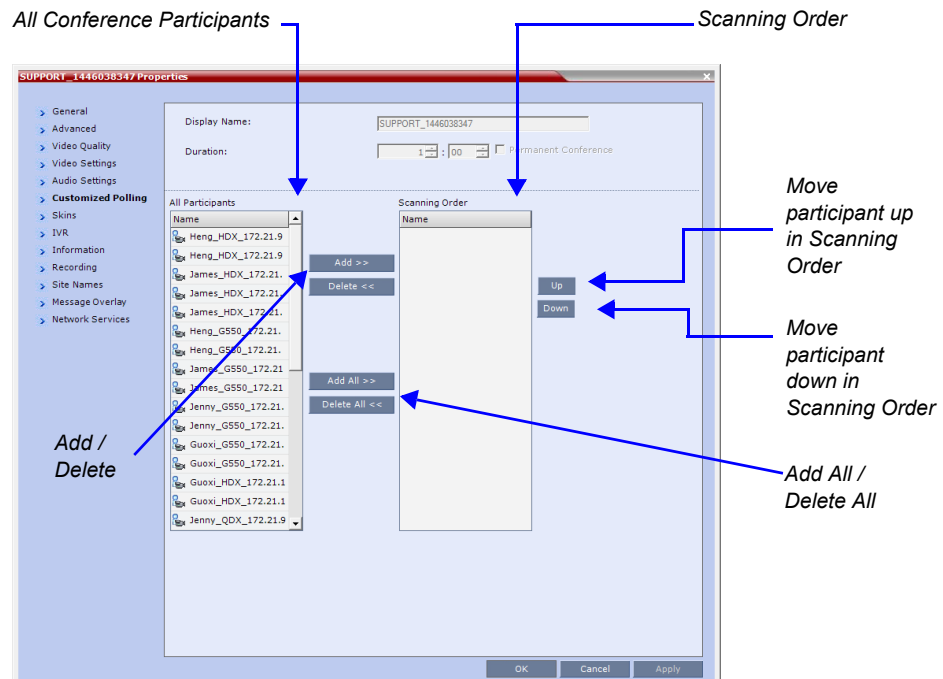 All Conference Participants
Scanning Order
SUPPORT_1446038347 Properties
x
General
Advanced
Video Quality
Video Settings
Audio Settings
Customized Polling
Skins
IVR
Information
Recording
Site Names
Message Overlay
Network Services
Display Name:
SUPPORT_1446038347
Duration:
1 : 00
Permanent Conference
All Participants
Name
Heng_HDX_172.21.9
Heng_HDX_172.21.9
James_HDX_172.21.
James_HDX_172.21.
James_HDX_172.21.
Heng_G550_172.21.
Heng_G550_172.21.
James_G550_172.21
James_G550_172.21
Jenny_G550_172.21.
Jenny_G550_172.21.
Guoxi_G550_172.21.
Guoxi_G550_172.21.
Guoxi_HDX_172.21.1
Guoxi_HDX_172.21.1
Jenny_QDX_172.21.9
Add >>
Delete <<
Add All >>
Delete All <<
Scanning Order
Name
Up
Down
Move
participant up
in Scanning
Order
Move
participant
down in
Scanning Order
Add /
Delete
Add All /
Delete All
OK
Cancel
Apply